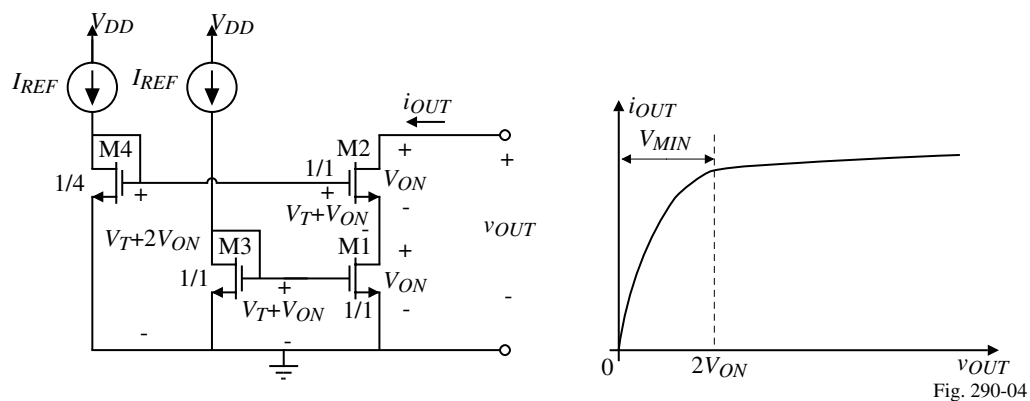 VDD
VDD
IREF
IREF
iOUT
M4
M2
1/4
1/1
+
+
+
+
VON
-
VT+VON
-
VT+2VON
M3
M1
+
vOUT
1/1
+
VON
VT+VON
1/1
-
-
-
-
iOUT
VMIN
0
2VON
vOUT
Fig. 290-04